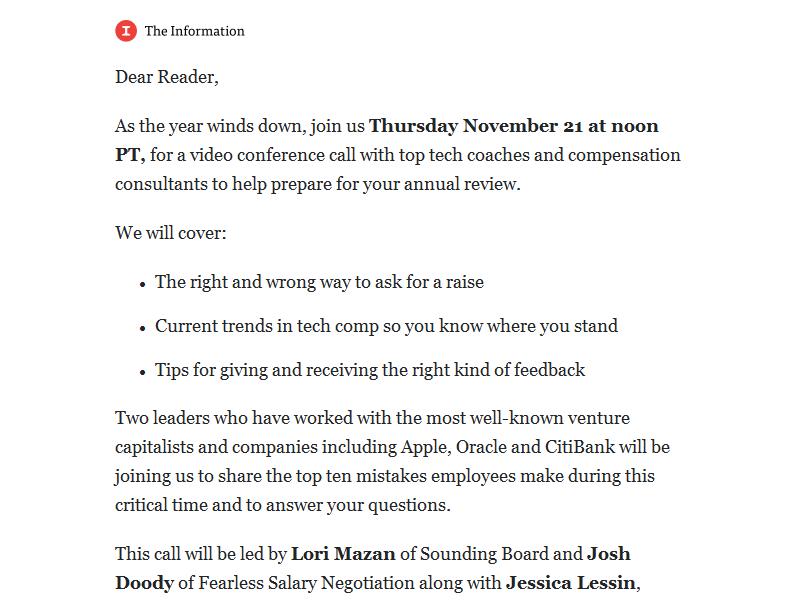 The Information
Dear Reader,
As the year winds down, join us Thursday November 21 at noon
PT, for a video conference call with top tech coaches and compensation
consultants to help prepare for your annual review.
We will cover:
• The right and wrong way to ask for a raise
• Current trends in tech comp so you know where you stand
• Tips for giving and receiving the right kind of feedback
Two leaders who have worked with the most well-known venture
capitalists and companies including Apple, Oracle and CitiBank will be
joining us to share the top ten mistakes employees make during this
critical time and to answer your questions.
This call will be led by Lori Mazan of Sounding Board and Josh
Doody of Fearless Salary Negotiation along with Jessica Lessin,